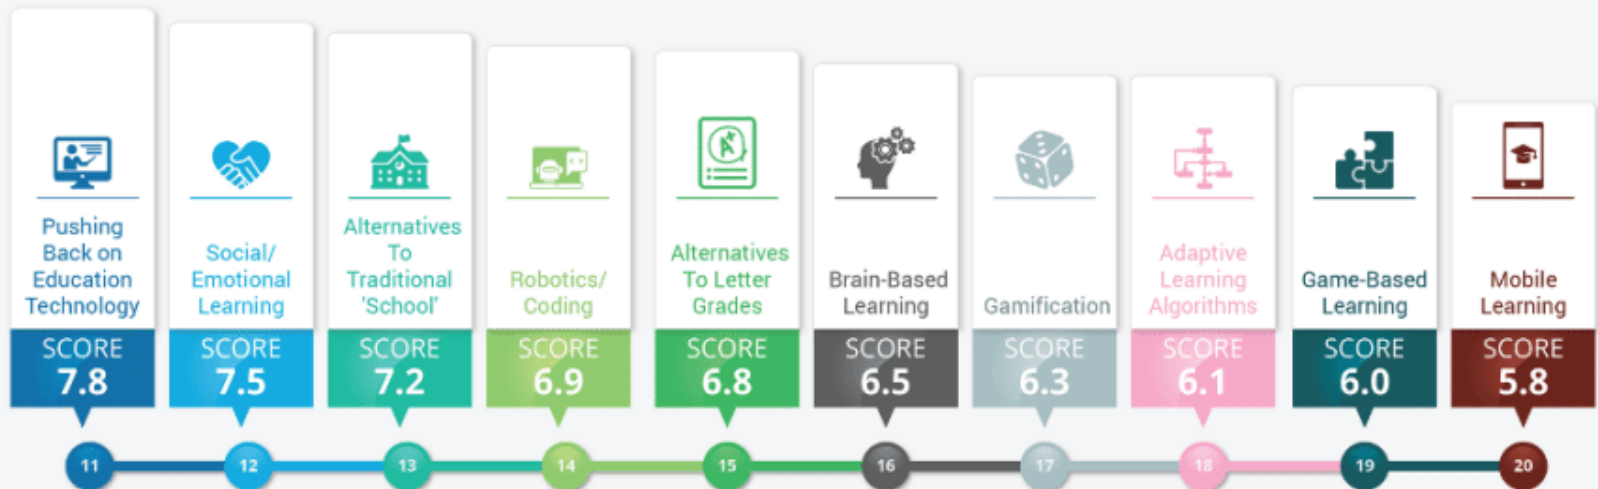 Pushing
Back on
Education
Technology
SCORE
7.8
11
Social/
Emotional
Learning
SCORE
7.5
12
Alternatives
To
Traditional
'School'
SCORE
7.2
13
Robotics/
Coding
SCORE
6.9
14
A+
Alternatives
To Letter
Grades
SCORE
6.8
15
Brain-Based
Learning
SCORE
6.5
16
Gamification
SCORE
6.3
17
Adaptive
Learning
Algorithms
SCORE
6.1
18
Game-Based
Learning
SCORE
6.0
19
Mobile
Learning
SCORE
5.8
20